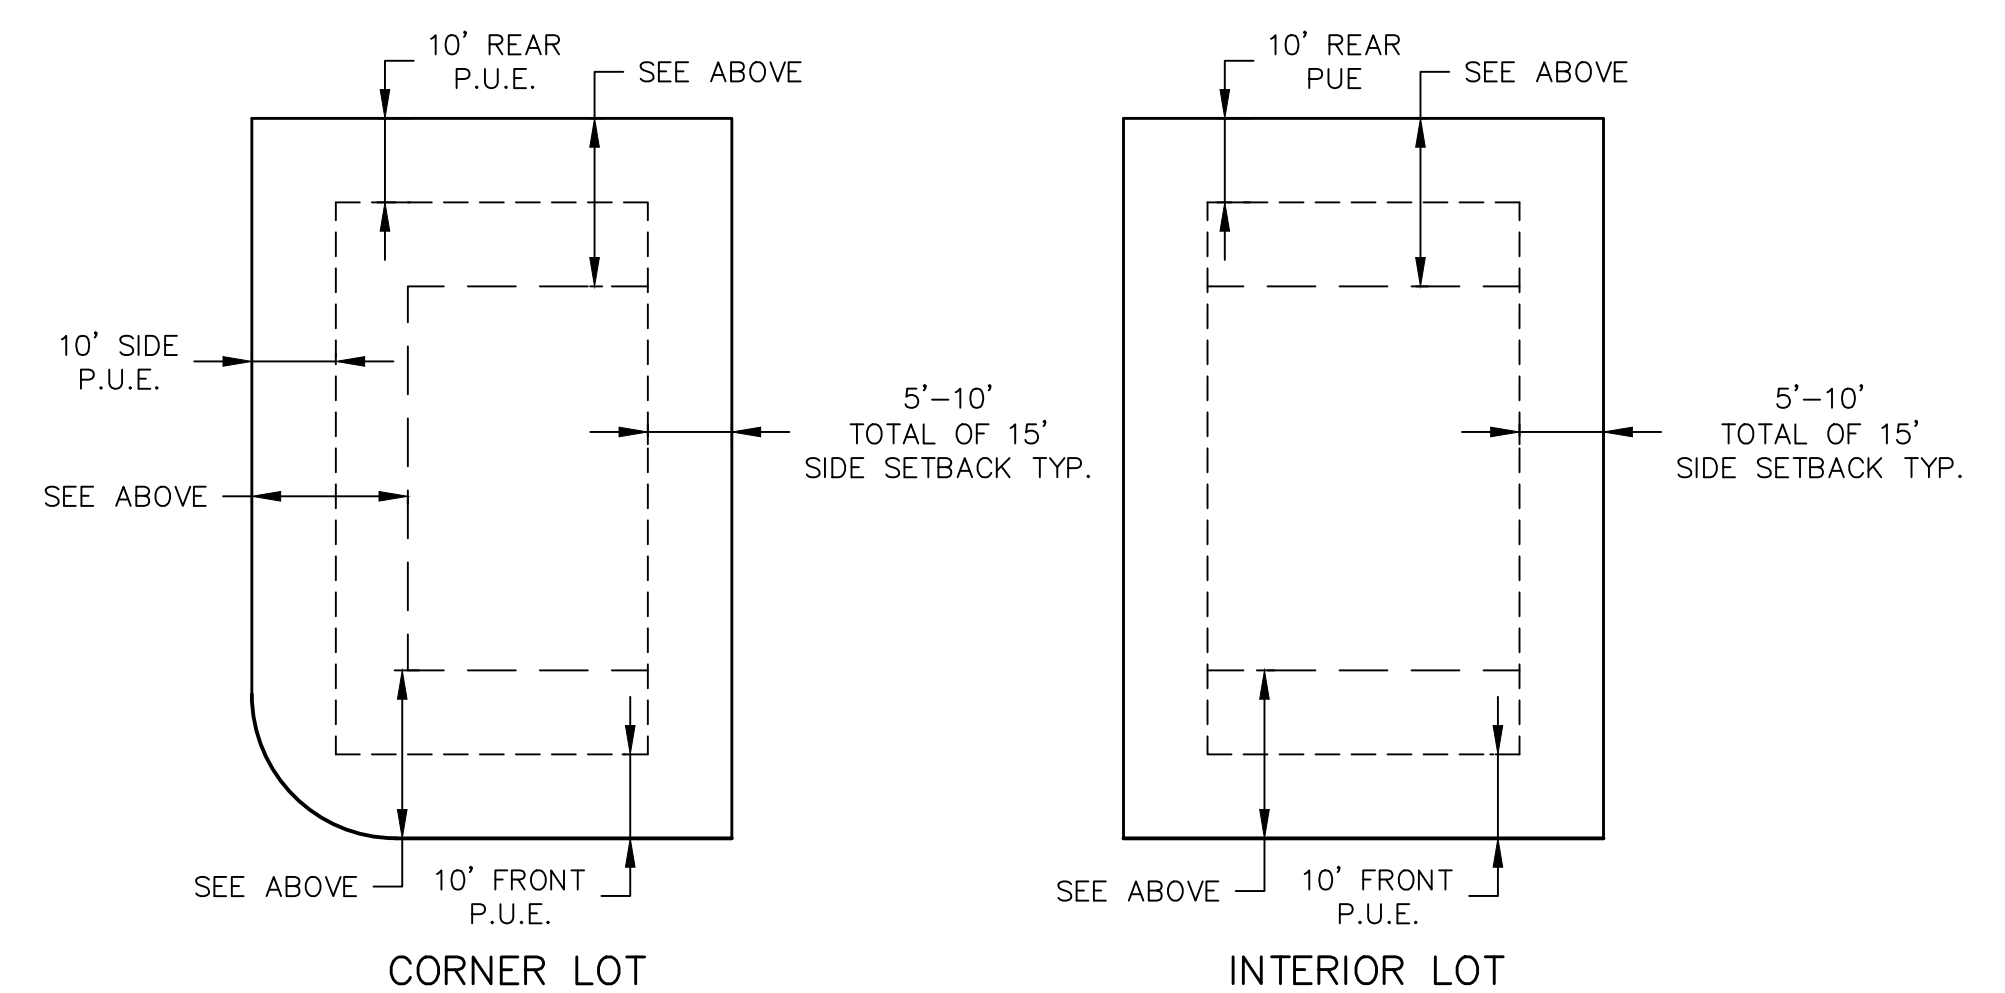 10' REAR
P.U.E.
SEE ABOVE
10' SIDE
P.U.E.
SEE ABOVE
5'-10'
TOTAL OF 15'
SIDE SETBACK TYP.
SEE ABOVE
10' FRONT
P.U.E.
CORNER LOT
10' REAR
PUE
SEE ABOVE
5'-10'
TOTAL OF 15'
SIDE SETBACK TYP.
SEE ABOVE
10' FRONT
P.U.E.
INTERIOR LOT